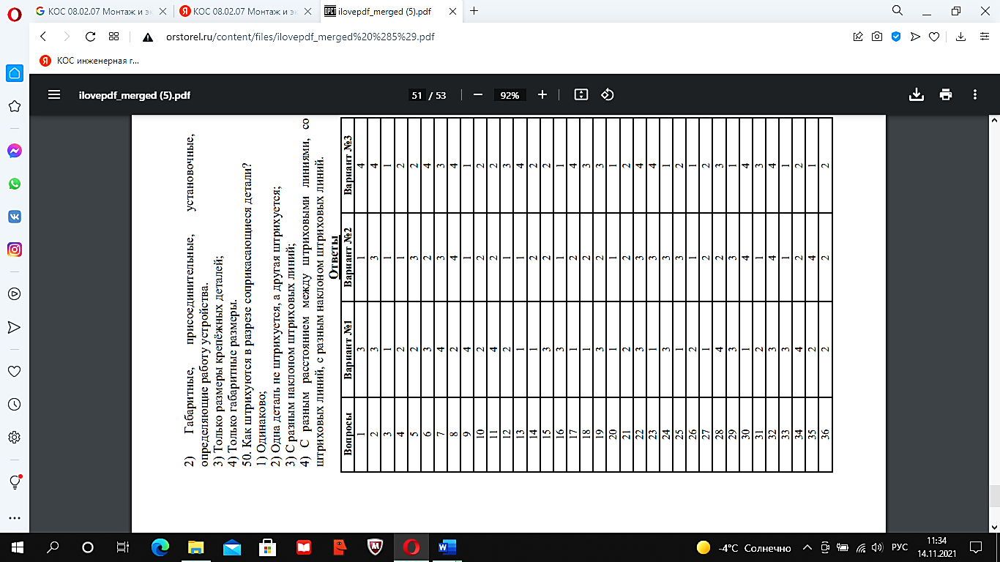 КОС 08.02.07 Монтаж и эк
КОС 08.02.07 Монтаж и эк
ilovepdf_merged (5).pdf
orstorel.ru/content/files/ilovepdf_merged%20%285%29.pdf
КОС инженерная г...
ilovepdf_merged (5).pdf
51 / 53
92%
2) Габаритные, присоединительные, установочные,
определяющие работу устройства.
3) Только размеры крепёжных деталей;
4) Только габаритные размеры.
50. Как штрихуются в разрезе соприкасающиеся детали?
1) Одинаково;
2) Одна деталь не штрихуется, а другая штрихуется;
3) С разным наклоном штриховых линий;
4) С разным расстоянием между штриховыми линиями, со
штриховых линий, с разным наклоном штриховых линий.
Ответы
Вопросы Вариант №1 Вариант №2 Вариант №3
1 3 1 4
2 3 3 4
3 1 1 1
4 2 1 2
5 2 3 2
6 3 2 4
7 4 3 3
8 2 4 4
9 4 1 1
10 2 2 2
11 4 2 2
12 2 1 3
13 1 1 4
14 1 2 2
15 3 2 2
16 3 1 1
17 1 2 4
18 1 2 3
19 3 2 3
20 1 1 1
21 2 2 2
22 3 3 4
23 1 3 4
24 3 3 1
25 1 3 2
26 2 1 1
27 1 2 2
28 4 2 3
29 3 3 1
30 1 4 4
31 2 1 3
32 3 4 4
33 3 1 1
34 4 2 2
35 2 4 1
36 2 2 2
-4°C Солнечно
РУС
11:34
14.11.2021